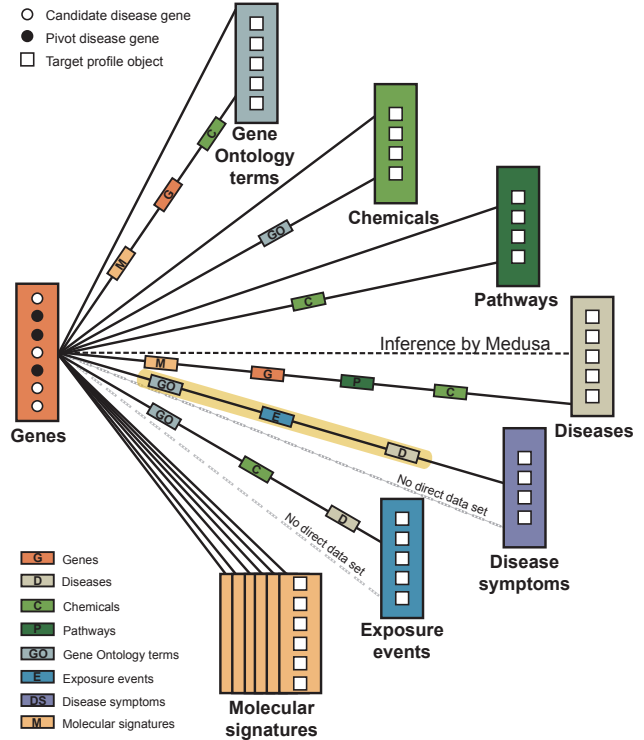 Candidate disease gene
Pivot disease gene
Target profile object
C
G
M
Gene
Ontology
terms
GO
Chemicals
C
Pathways
Inference by Medusa
M
G
P
C
Diseases
Genes
GO
E
D
No direct data set
Disease
symptoms
GO
C
D
No direct data set
Exposure
events
Molecular
signatures
G Genes
D Diseases
C Chemicals
P Pathways
GO Gene Ontology terms
E Exposure events
DS Disease symptoms
M Molecular signatures